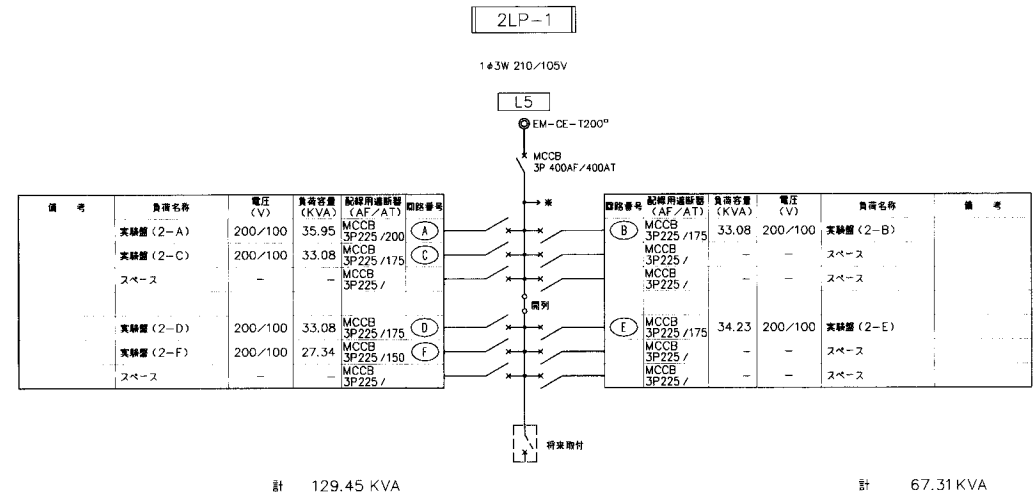 2LP-1
1φ3W 210/105V
L5
EM-CE-T200□
MCCB
3P 400AF/400AT
※
備 考 負荷名称 電圧(V) 負荷容量(KVA) 配線用遮断器(AF/AT) 回路番号
実験盤(2-A) 200/100 35.95 MCCB 3P225/200 A
実験盤(2-C) 200/100 33.08 MCCB 3P225/175 C
スペース - - MCCB 3P225/
実験盤(2-D) 200/100 33.08 MCCB 3P225/175 D
実験盤(2-F) 200/100 27.34 MCCB 3P225/150 F
スペース - - MCCB 3P225/
計 129.45 KVA
開列
将来取付
回路番号 配線用遮断器(AF/AT) 負荷容量(KVA) 電圧(V) 負荷名称 備 考
B MCCB 3P225/175 33.08 200/100 実験盤(2-B)
MCCB 3P225/ - - スペース
MCCB 3P225/ - - スペース
E MCCB 3P225/175 34.23 200/100 実験盤(2-E)
MCCB 3P225/ - - スペース
MCCB 3P225/ - - スペース
計 67.31 KVA